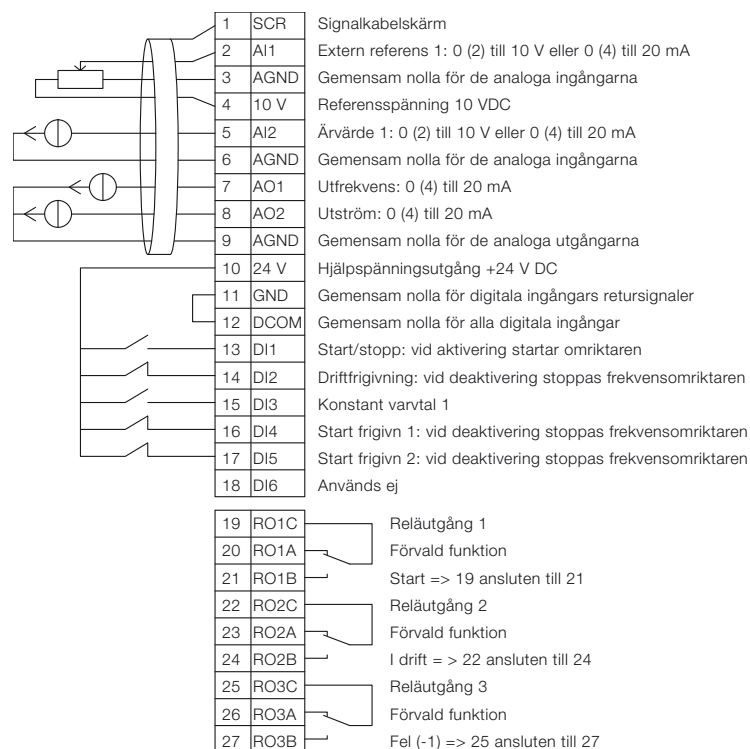 1 SCR Signalkabelskärm
2 AI1 Extern referens 1: 0 (2) till 10 V eller 0 (4) till 20 mA
3 AGND Gemensam nolla för de analoga ingångarna
4 10 V Referensspänning 10 VDC
5 AI2 Ärvärde 1: 0 (2) till 10 V eller 0 (4) till 20 mA
6 AGND Gemensam nolla för de analoga ingångarna
7 AO1 Utfrekvens: 0 (4) till 20 mA
8 AO2 Utström: 0 (4) till 20 mA
9 AGND Gemensam nolla för de analoga utgångarna
10 24 V Hjälpspänningsutgång +24 V DC
11 GND Gemensam nolla för digitala ingångars retursignaler
12 DCOM Gemensam nolla för alla digitala ingångar
13 DI1 Start/stopp: vid aktivering startar omriktaren
14 DI2 Driftfrigivning: vid deaktivering stoppas frekvensomriktaren
15 DI3 Konstant varvtal 1
16 DI4 Start frigivn 1: vid deaktivering stoppas frekvensomriktaren
17 DI5 Start frigivn 2: vid deaktivering stoppas frekvensomriktaren
18 DI6 Används ej
19 RO1C Reläutgång 1
20 RO1A Förvald funktion
21 RO1B Start => 19 ansluten till 21
22 RO2C Reläutgång 2
23 RO2A Förvald funktion
24 RO2B I drift = > 22 ansluten till 24
25 RO3C Reläutgång 3
26 RO3A Förvald funktion
27 RO3B Fel (-1) => 25 ansluten till 27